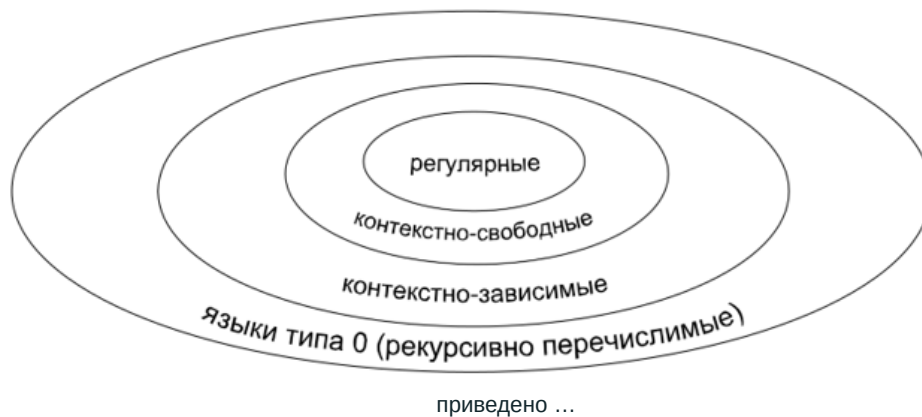 регулярные
контекстно-свободные
контекстно-зависимые
языки типа 0 (рекурсивно перечислимые)
приведено ...